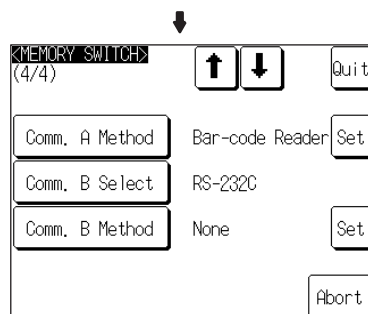 <MEMORY SWITCH>
(4/4)
Quit
Comm. A Method Bar-code Reader Set
Comm. B Select RS-232C
Comm. B Method None Set
Abort